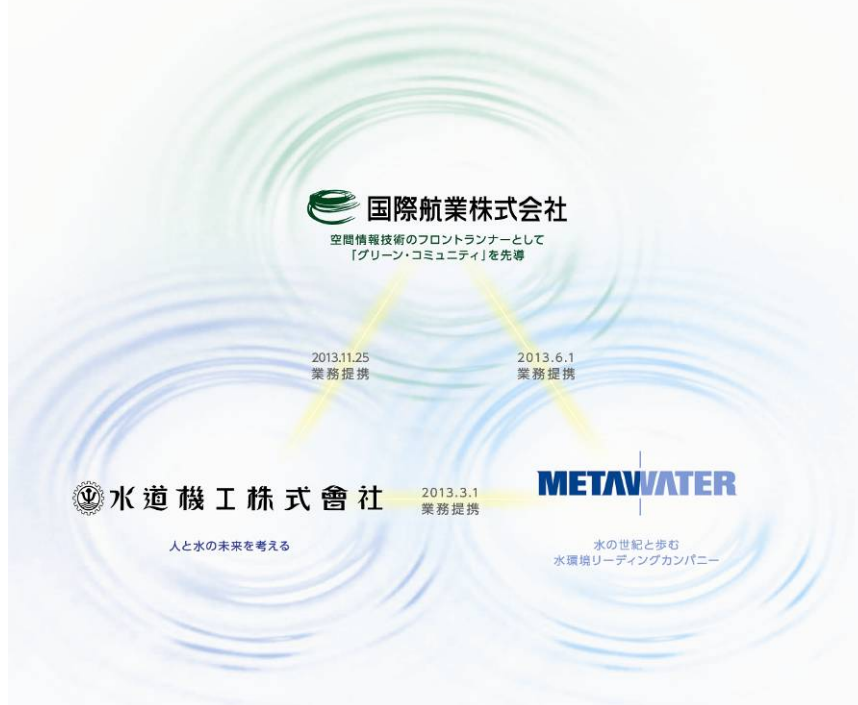 国際航業株式会社
空間情報技術のフロントランナーとして
「グリーン・コミュニティ」を先導
2013.11.25
業務提携
2013.6.1
業務提携
水道機工株式會社
人と水の未来を考える
2013.3.1
業務提携
METAWATER
水の世紀と歩む
水環境リーディングカンパニー